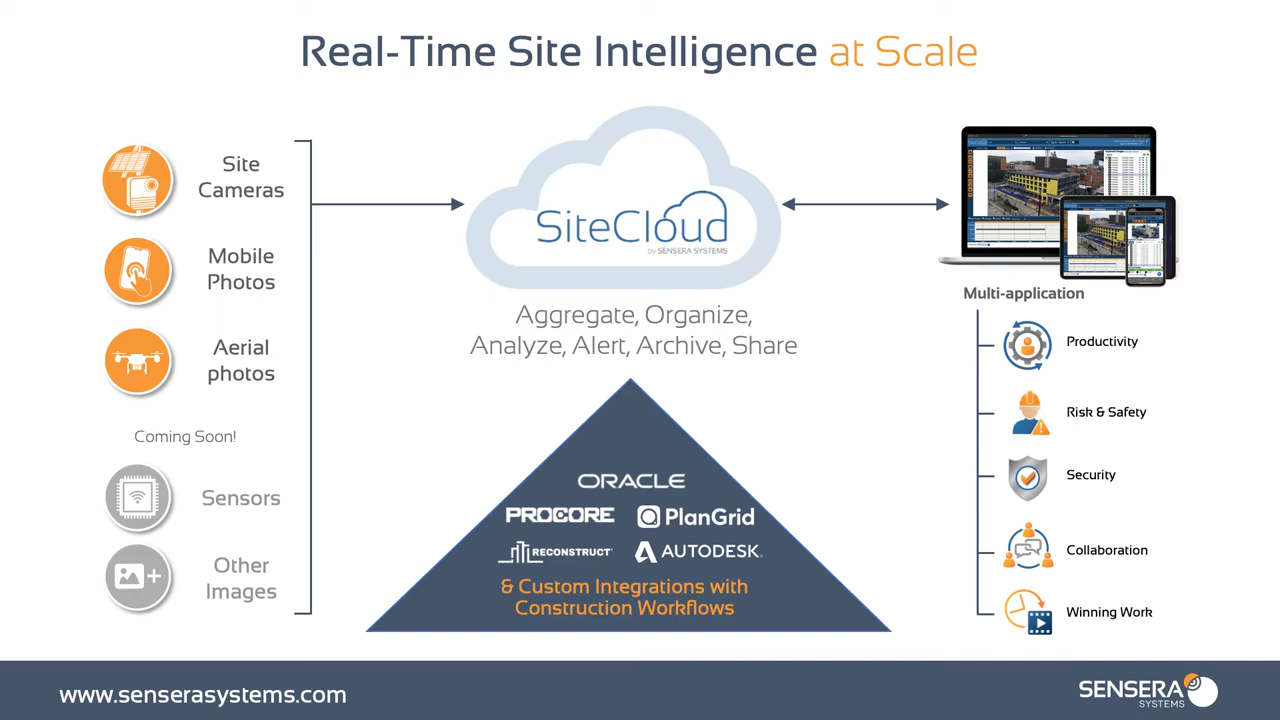 Real-Time Site Intelligence at Scale
Site
Cameras
Mobile
Photos
Aerial
photos
Coming Soon!
Sensors
Other
Images
SiteCloud
by SENSERA SYSTEMS
Aggregate, Organize,
Analyze, Alert, Archive, Share
ORACLE
PROCORE PlanGrid
RECONSTRUCT AUTODESK
& Custom Integrations with
Construction Workflows
Multi-application
Productivity
Risk & Safety
Security
Collaboration
Winning Work
www.senserasystems.com
SENSERA
SYSTEMS